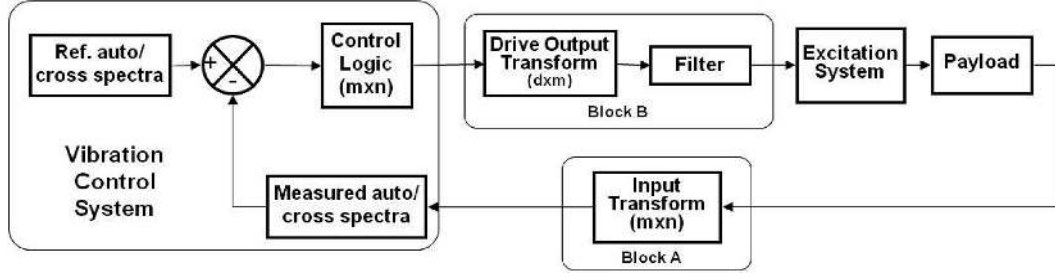 Ref. auto/
cross spectra
+
-
Control
Logic
(mxn)
Drive Output
Transform
(dxm)
Filter
Block B
Excitation
System
Payload
Vibration
Control
System
Measured auto/
cross spectra
Input
Transform
(mxn)
Block A